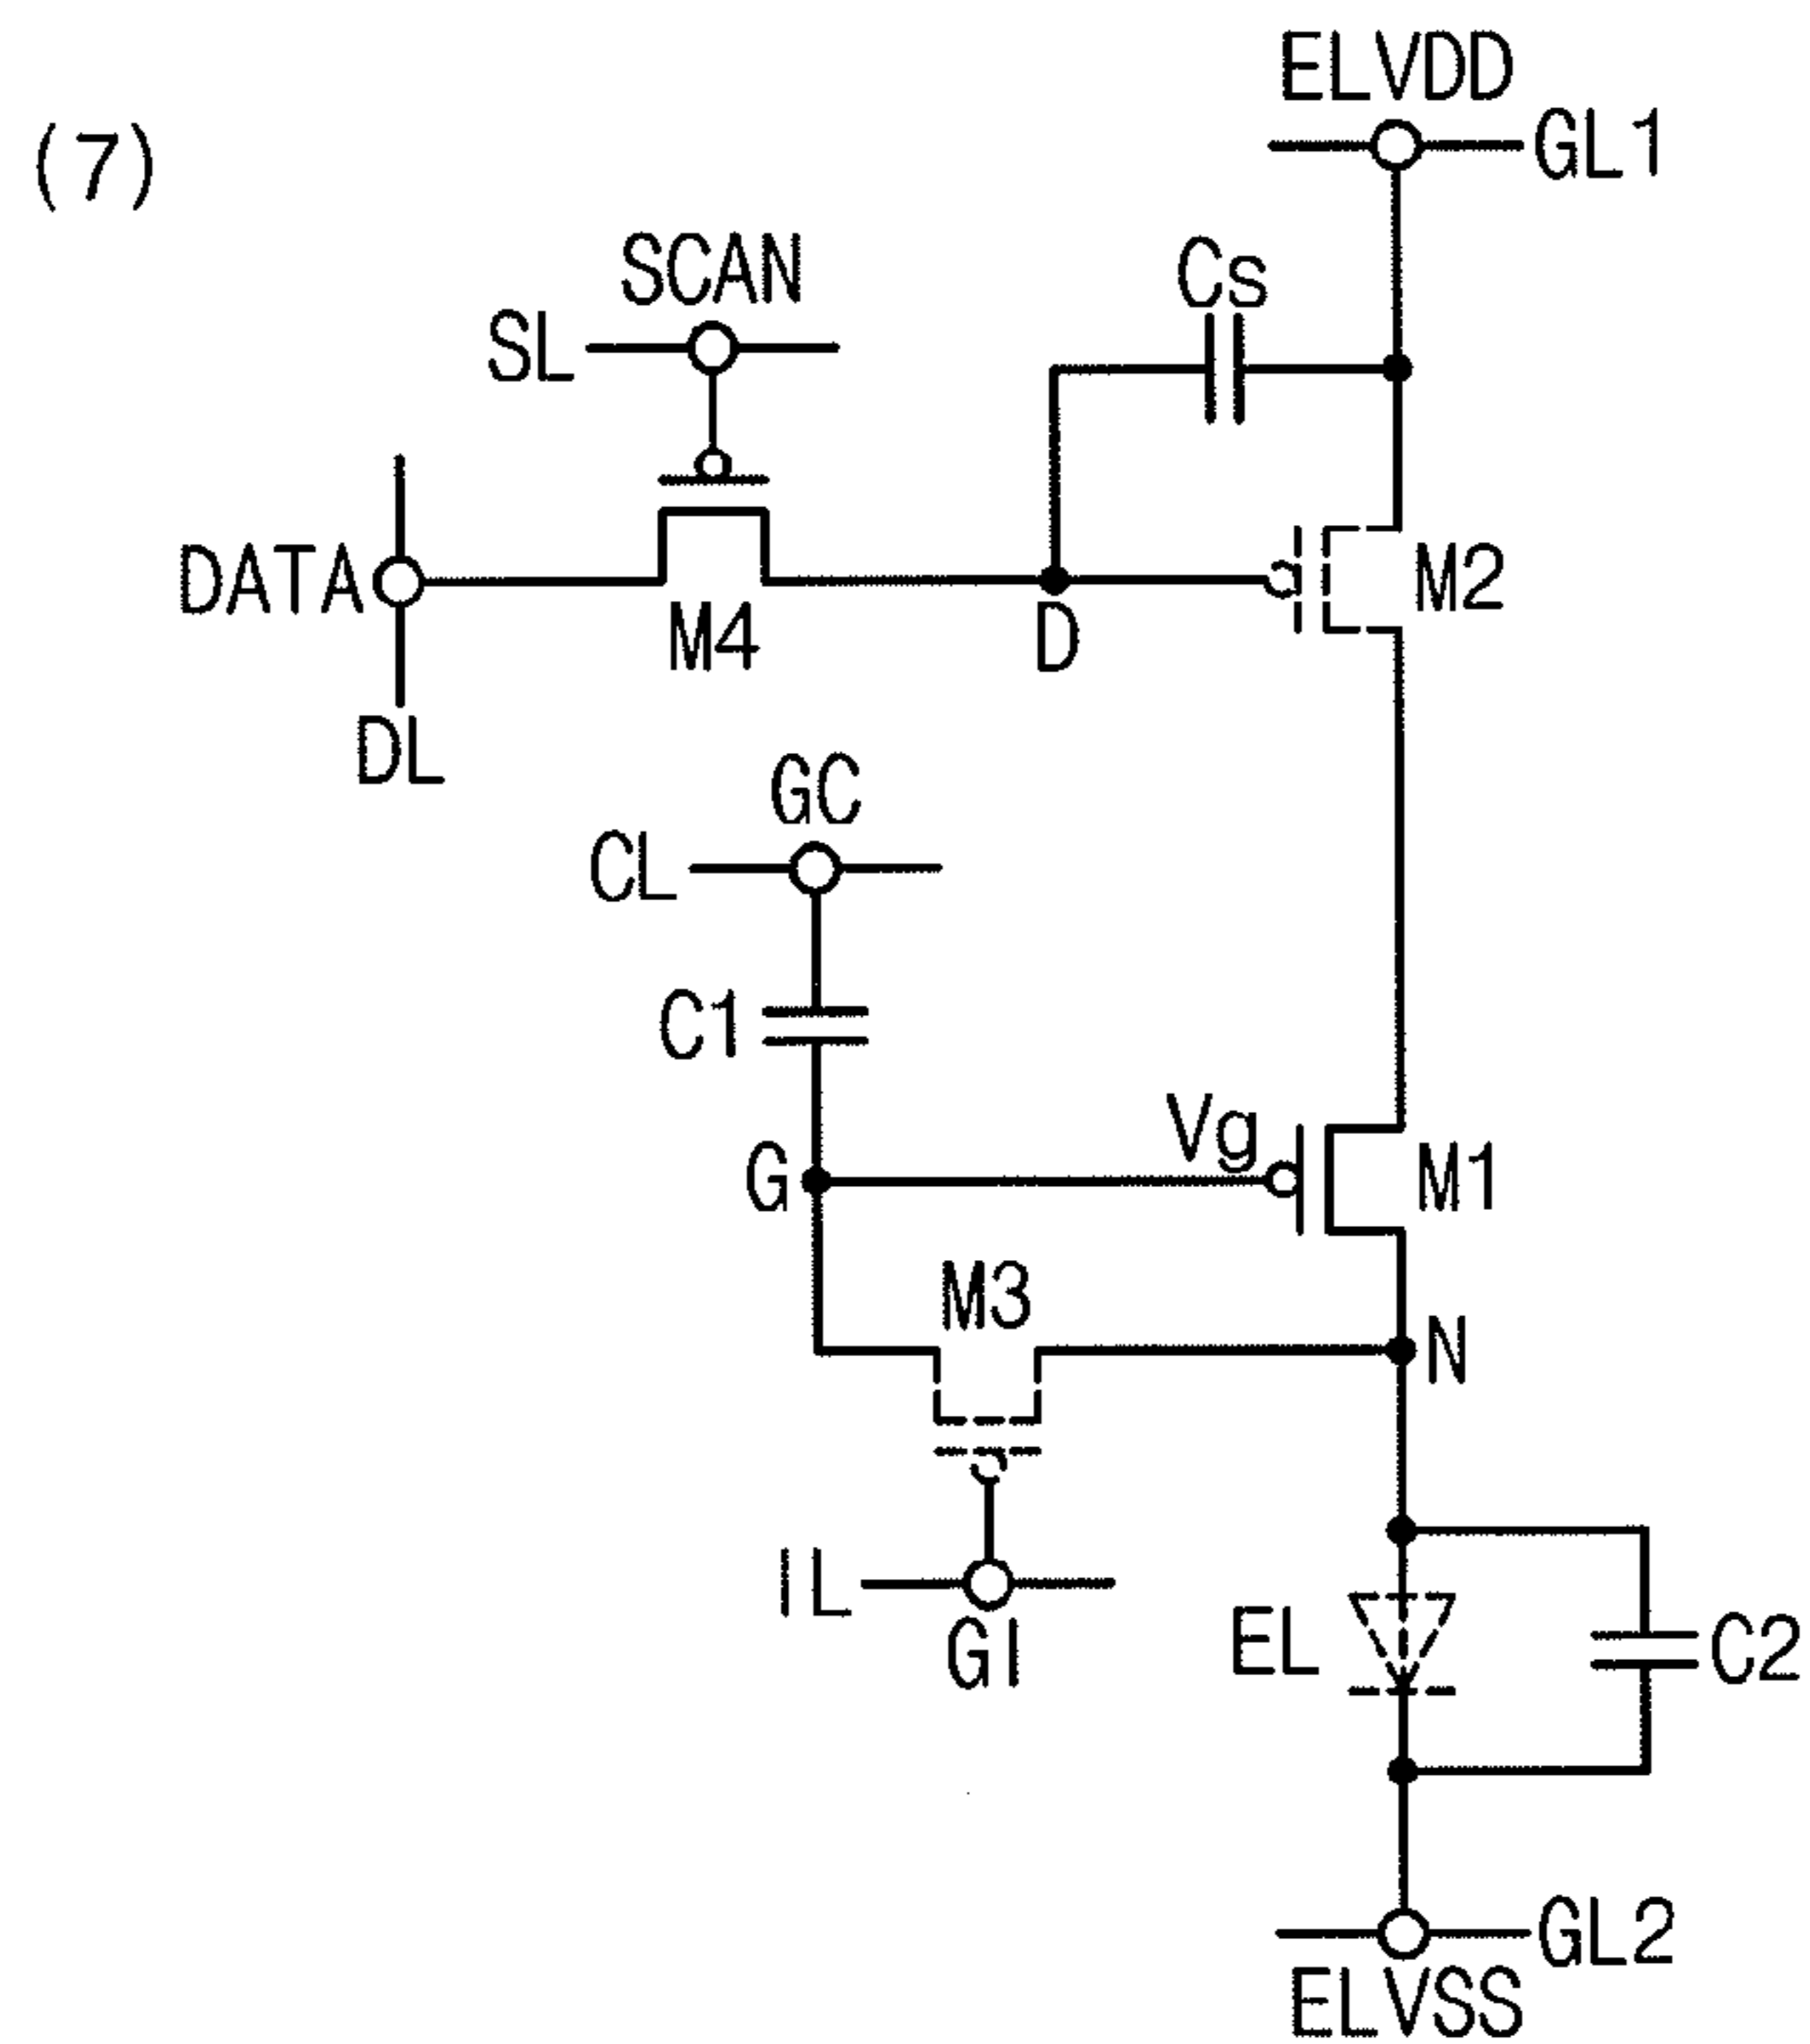 ELVDD
GL1
(7)
SCAN
Cs
SL
DATA
M2
M4
D
DL
GC
CL
C1
Vg
G
M1
M3
N
IL
EL
C2
GI
GL2
ELVSS